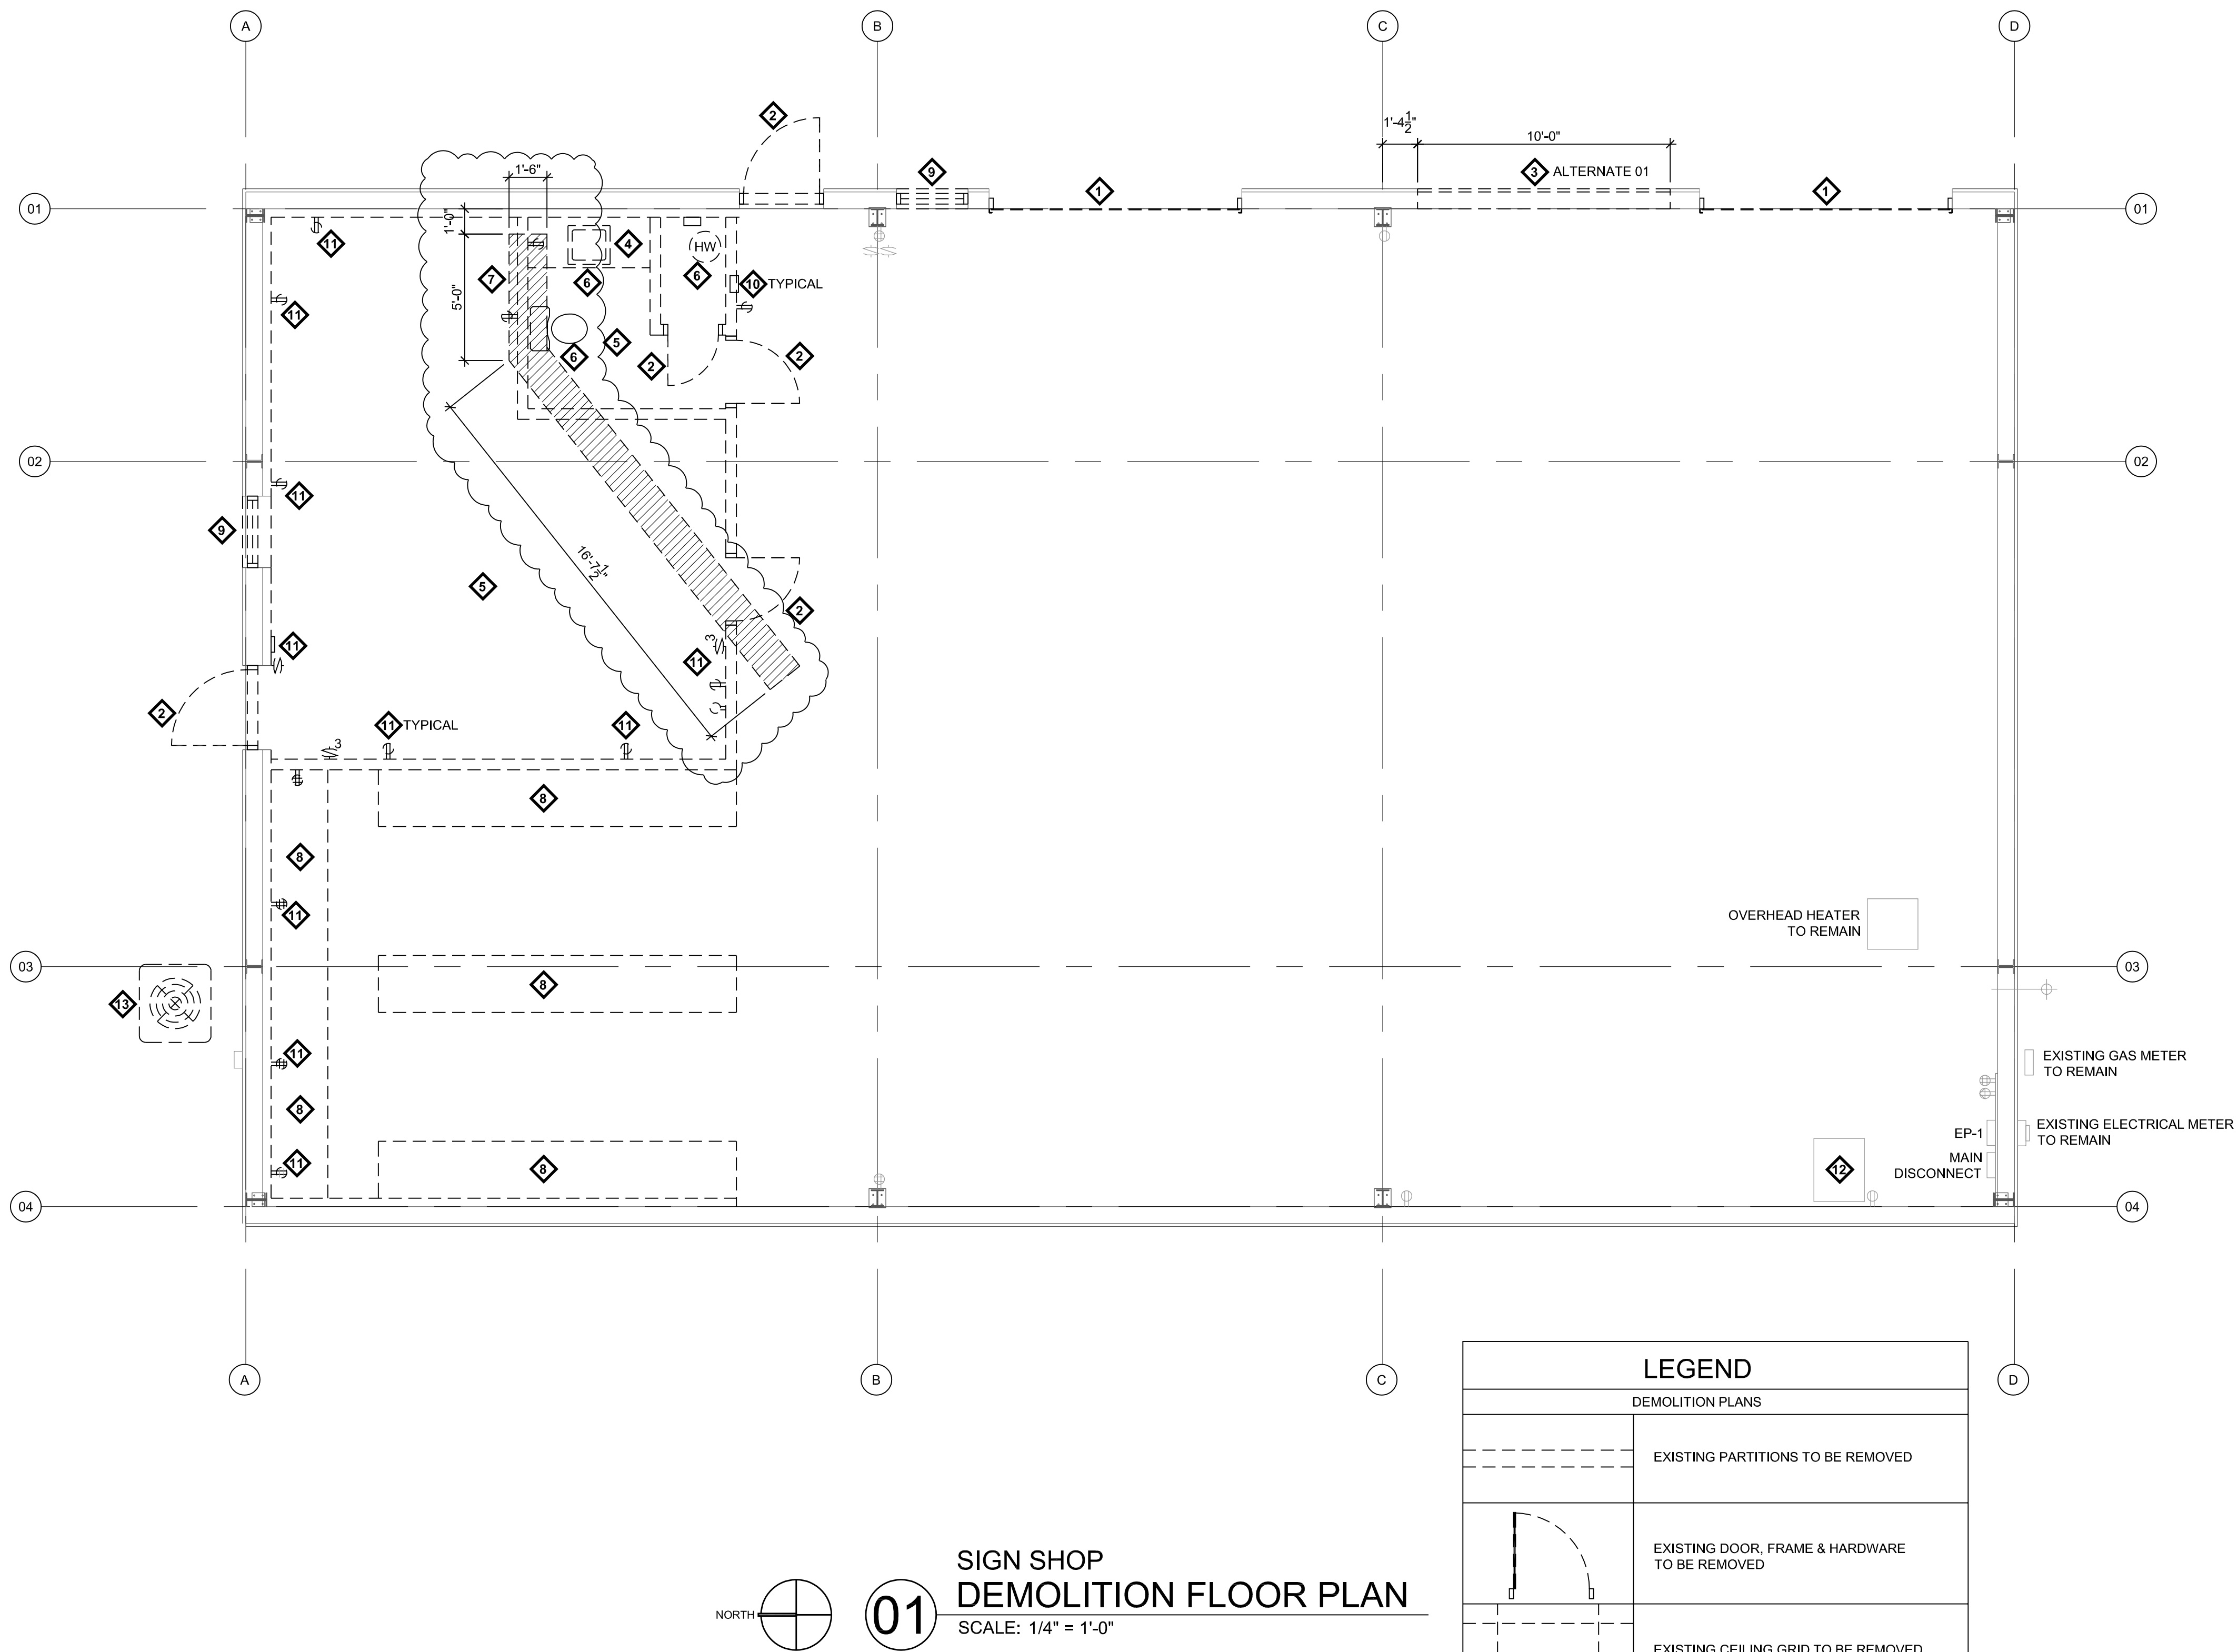 A
B
C
D
2
1'-4 1/2"
10'-0"
1'-6"
9
3 ALTERNATE 01
1
1
01
01
1'-0"
11
4
HW
7
6
6
10 TYPICAL
5'-0"
11
5
6
2
2
02
02
11
9
16'-7 1/2"
5
2
3
11
11
2
11 TYPICAL
11
3
8
8
11
OVERHEAD HEATER
TO REMAIN
03
03
8
13
11
EXISTING GAS METER
TO REMAIN
8
EP-1
EXISTING ELECTRICAL METER
TO REMAIN
11
8
MAIN
DISCONNECT
12
04
04
A
B
C
D
LEGEND
DEMOLITION PLANS
EXISTING PARTITIONS TO BE REMOVED
EXISTING DOOR, FRAME & HARDWARE
TO BE REMOVED
EXISTING CEILING GRID TO BE REMOVED
SIGN SHOP
01 DEMOLITION FLOOR PLAN
NORTH
SCALE: 1/4" = 1'-0"